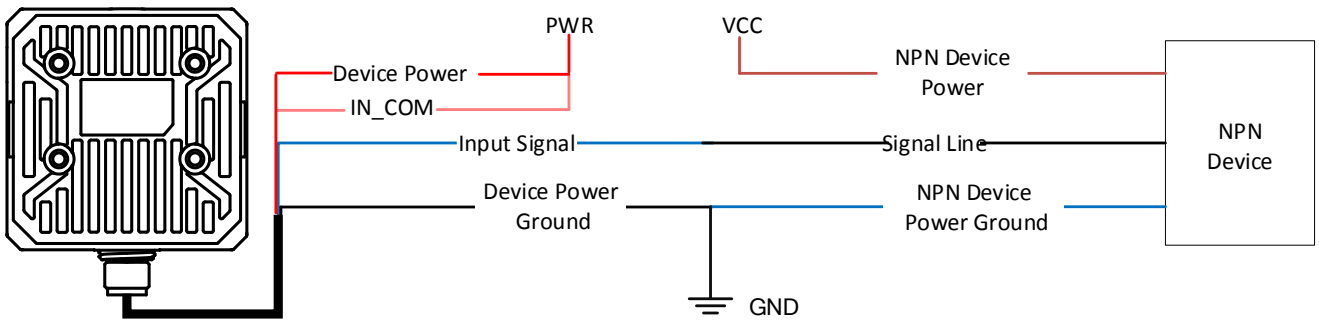 PWR
VCC
Device Power
NPN Device
Power
IN_COM
NPN
Device
Input Signal
Signal Line
Device Power
Ground
NPN Device
Power Ground
GND